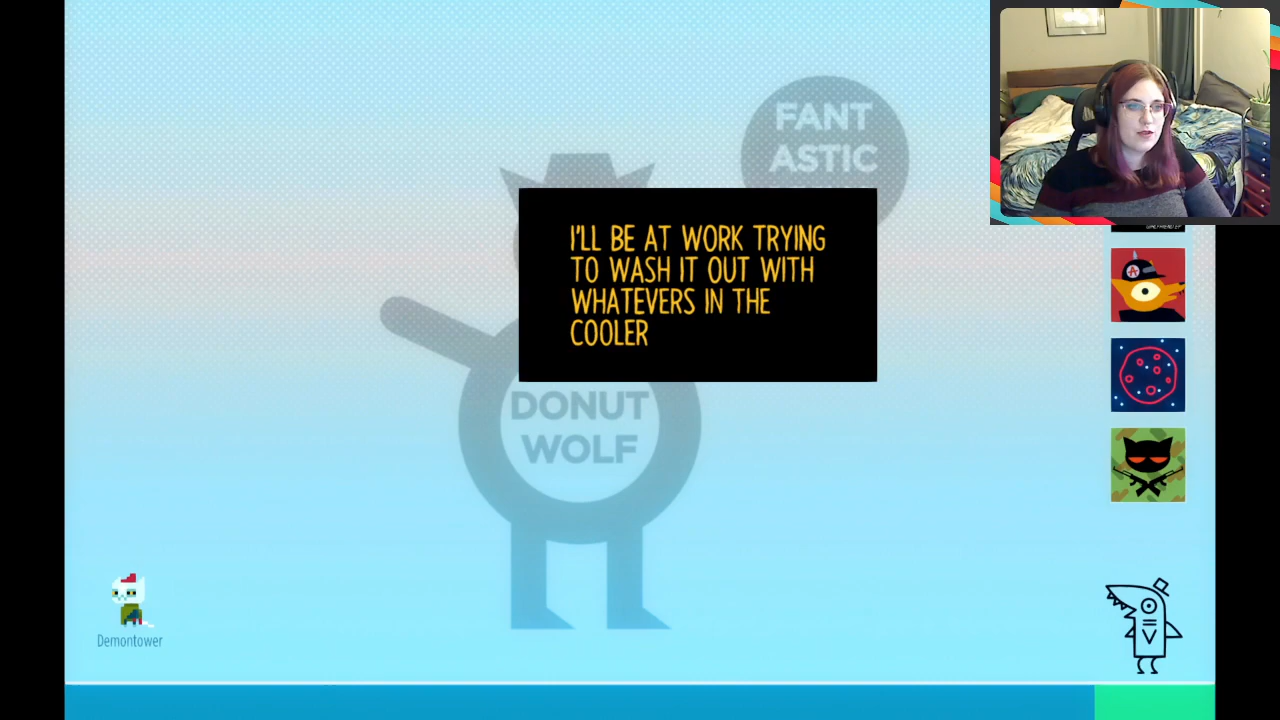 FANT
ASTIC
I'LL BE AT WORK TRYING
TO WASH IT OUT WITH
WHATEVERS IN THE
COOLER
DONUT
WOLF
A
Demontower